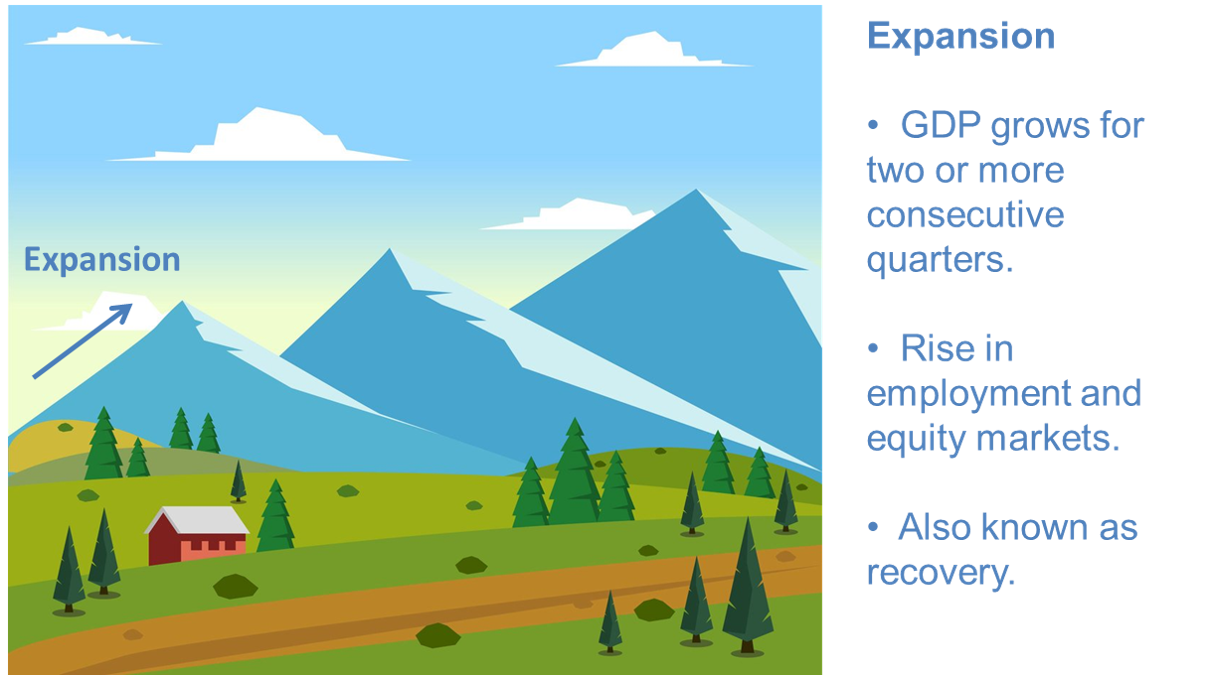 Expansion
Expansion
• GDP grows for
two or more
consecutive
quarters.
• Rise in
employment and
equity markets.
• Also known as
recovery.